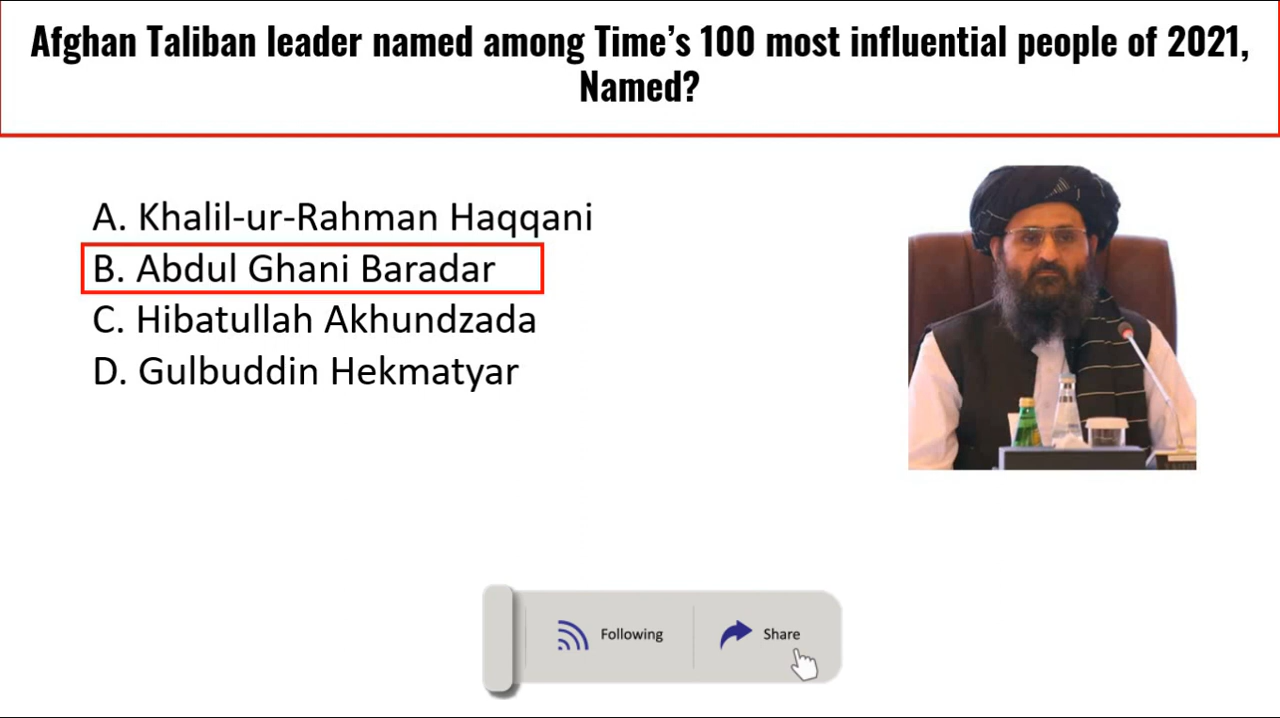 Afghan Taliban leader named among Time’s 100 most influential people of 2021,
Named?
A. Khalil-ur-Rahman Haqqani
B. Abdul Ghani Baradar
C. Hibatullah Akhundzada
D. Gulbuddin Hekmatyar
Following
Share